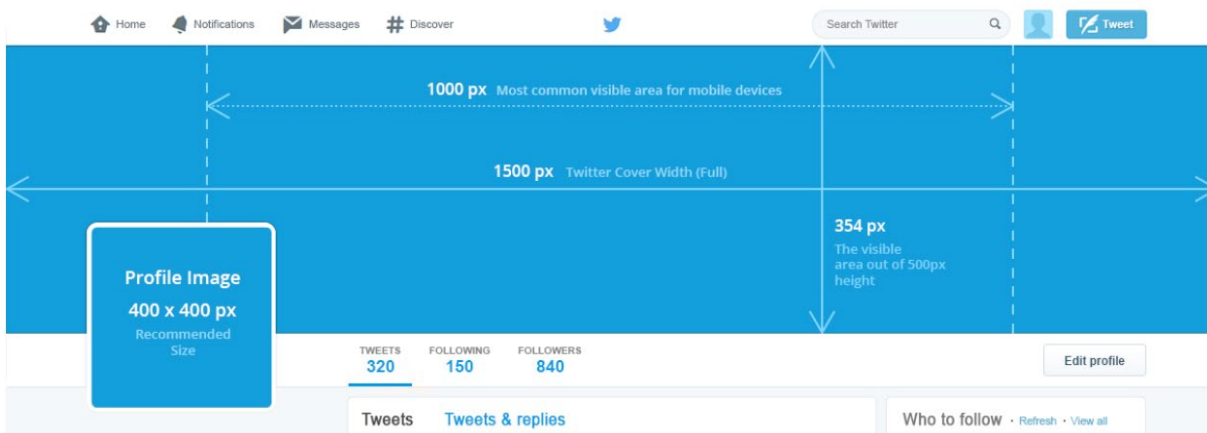 Home Notifications Messages # Discover Search Twitter Tweet
1000 px Most common visible area for mobile devices
1500 px Twitter Cover Width (Full)
354 px
The visible
area out of 500px
height
Profile Image
400 x 400 px
Recommended
Size
TWEETS FOLLOWING FOLLOWERS
320 150 840
Edit profile
Tweets Tweets & replies
Who to follow · Refresh · View all